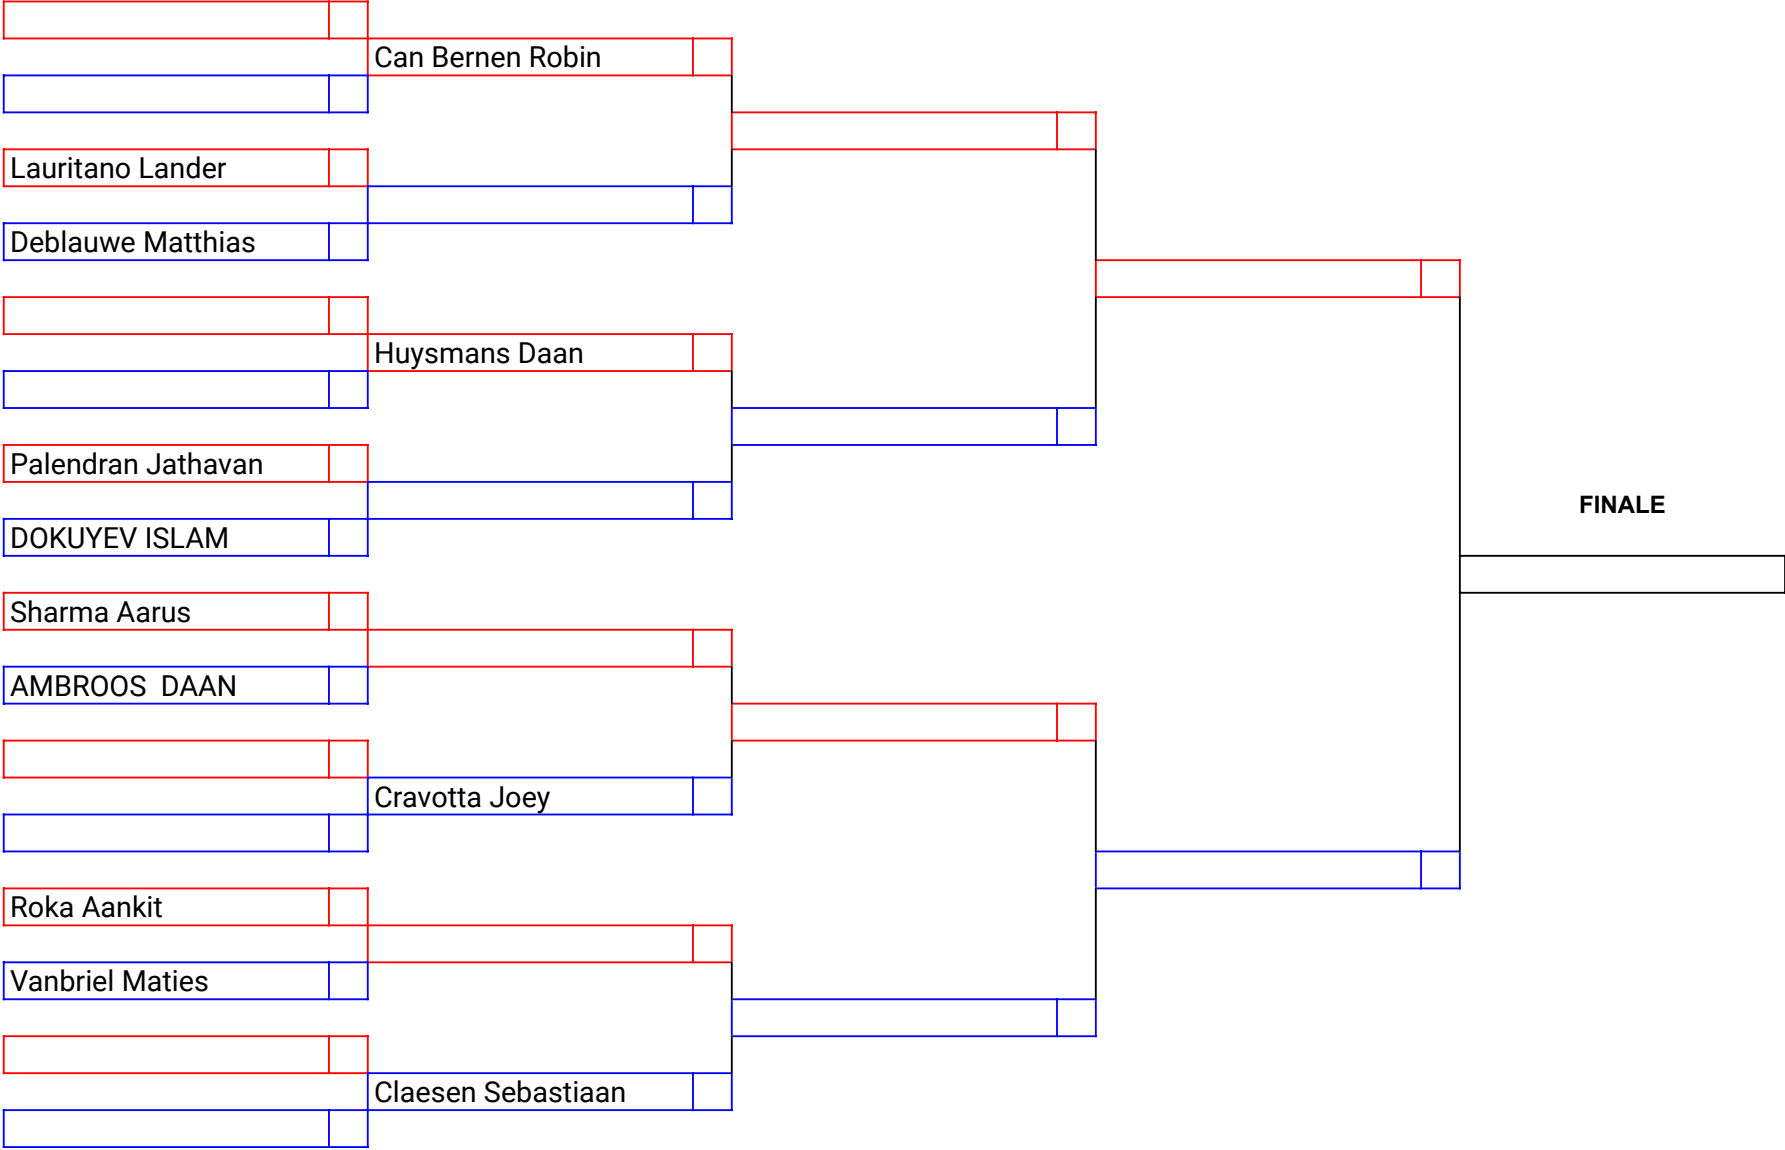 Can Bernen Robin
Lauritano Lander
Deblauwe Matthias
Huysmans Daan
Palendran Jathavan
DOKUYEV ISLAM
FINALE
Sharma Aarus
AMBROOS  DAAN
Cravotta Joey
Roka Aankit
Vanbriel Maties
Claesen Sebastiaan